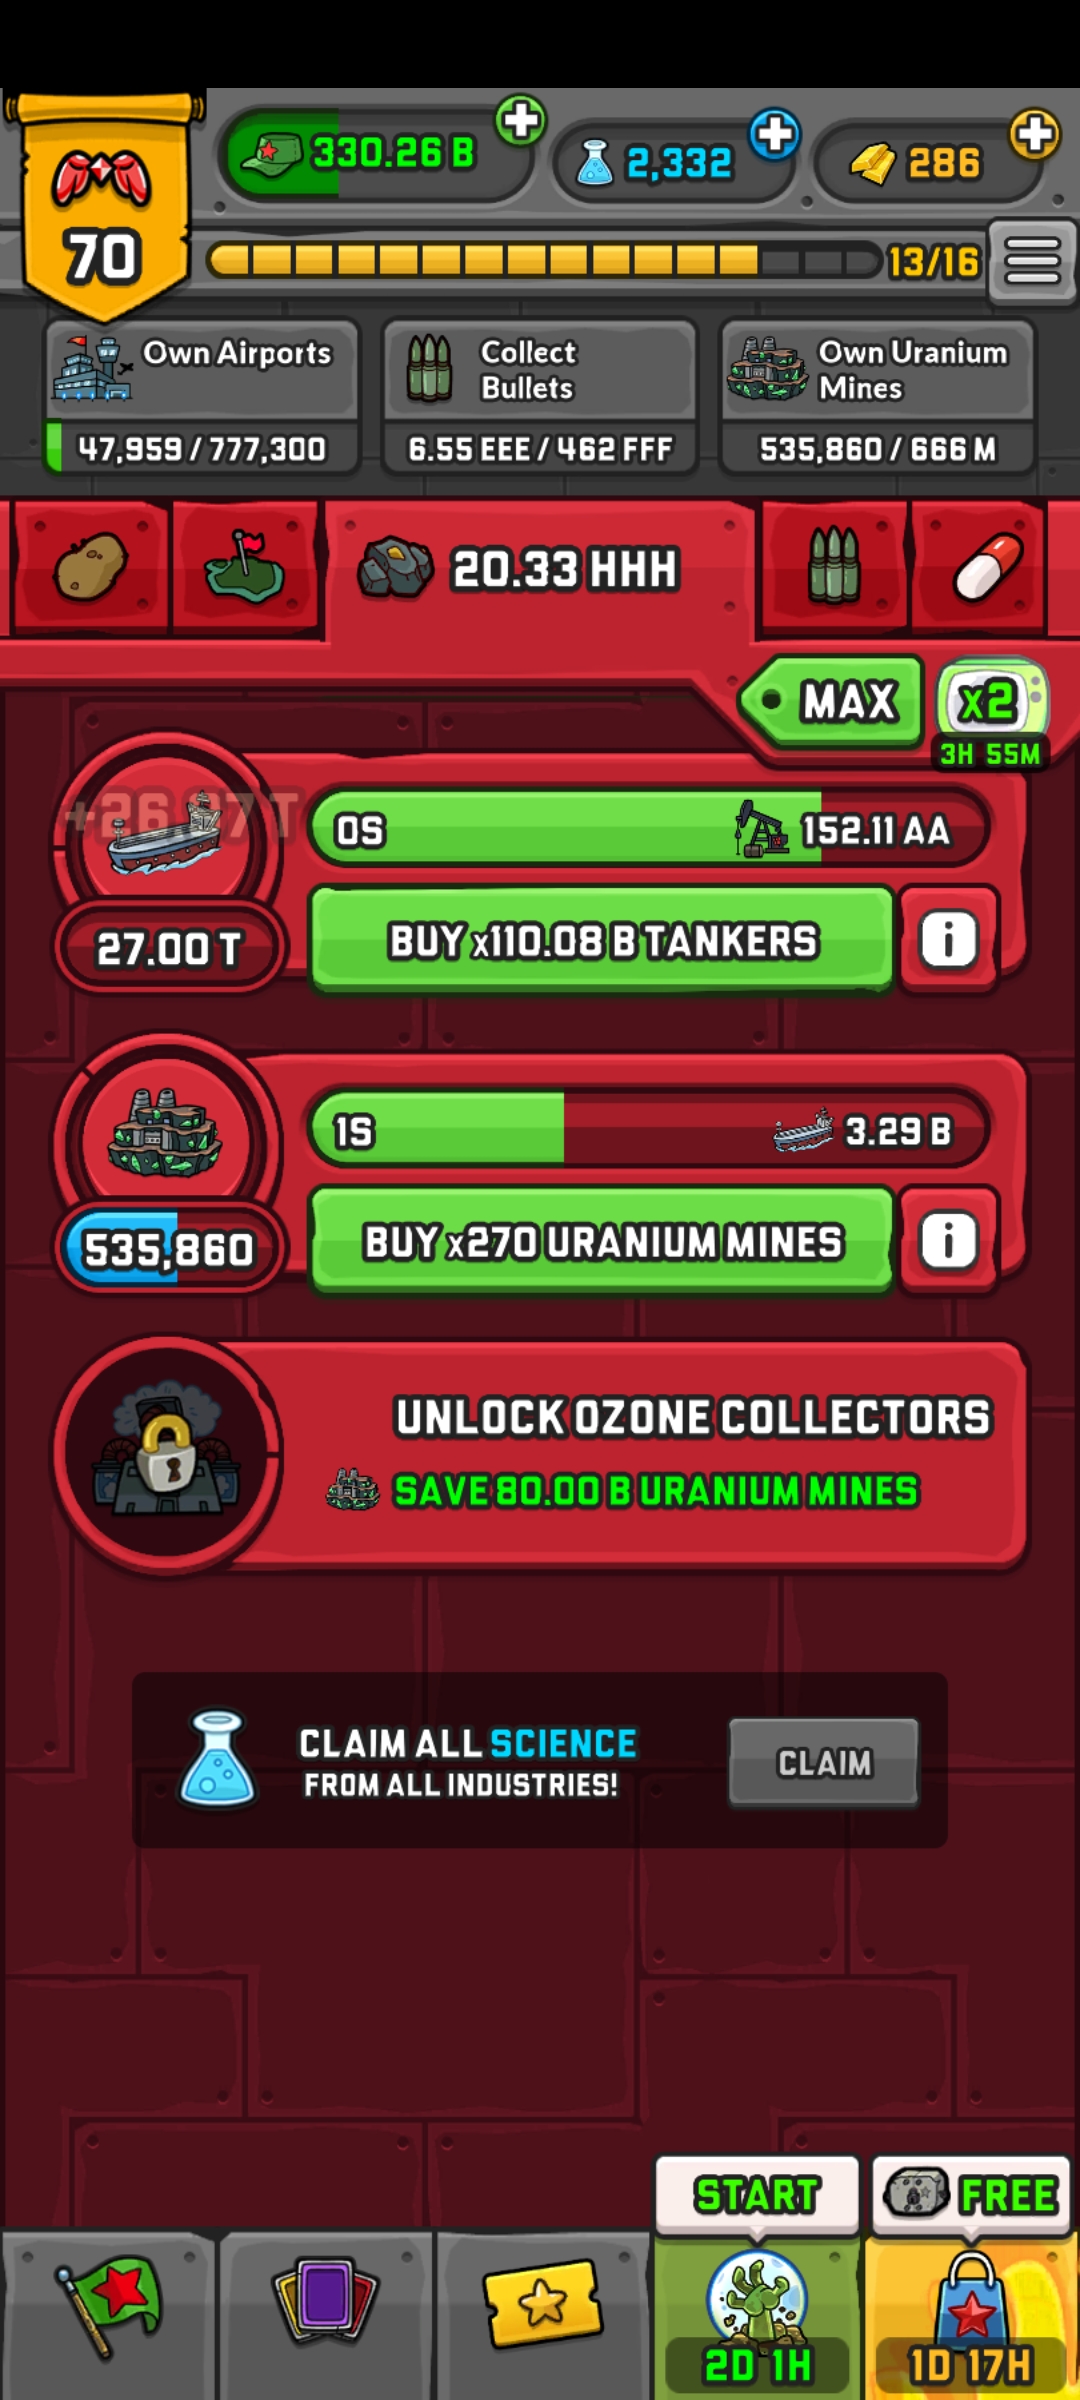 330.26 B
2,332
286
70
13/16
Own Airports
47,959 / 777,300
Collect
Bullets
6.55 EEE / 462 FFF
Own Uranium
Mines
535,860 / 666 M
20.33 HHH
MAX
x2
3H 55M
0S
152.11 AA
27.00 T
BUY x110.08 B TANKERS
i
1S
3.29 B
535,860
BUY x270 URANIUM MINES
i
UNLOCK OZONE COLLECTORS
SAVE 80.00 B URANIUM MINES
CLAIM ALL SCIENCE
FROM ALL INDUSTRIES!
CLAIM
START
FREE
2D 1H
1D 17H